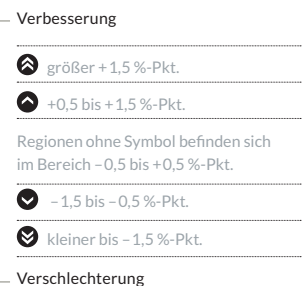 Verbesserung
größer +1,5 %-Pkt.
+0,5 bis +1,5 %-Pkt.
Regionen ohne Symbol befinden sich
im Bereich –0,5 bis +0,5 %-Pkt.
–1,5 bis –0,5 %-Pkt.
kleiner bis –1,5 %-Pkt.
Verschlechterung